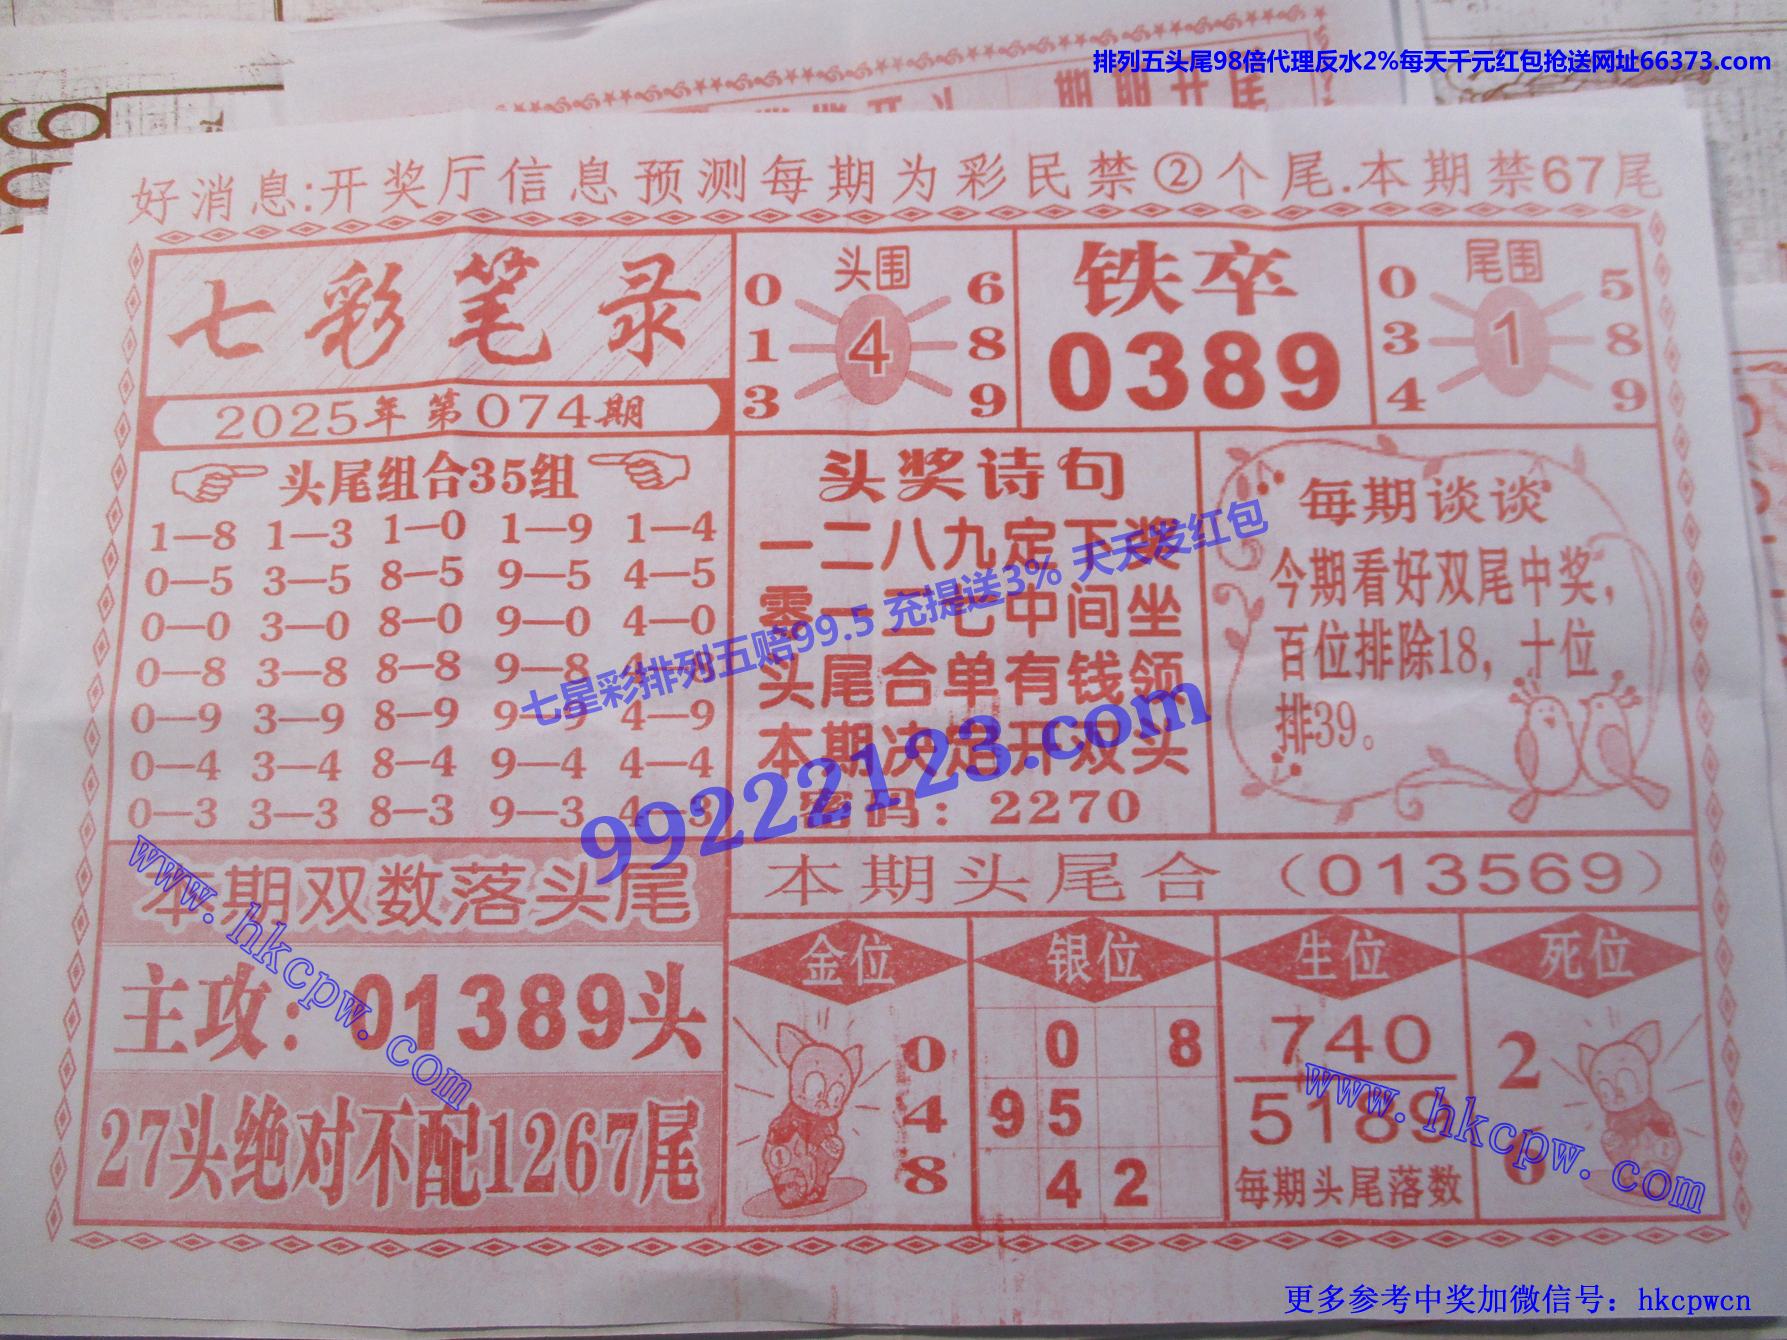 排列五头尾98倍代理反水2%每天千元红包抢送网址66373.com
好消息:开奖厅信息预测每期为彩民禁②个尾.本期禁67尾
七彩笔录
2025年第074期
头围
0 6
1 4 8
3 9
铁卒
0389
尾围
0 5
3 1 8
4 9
头尾组合35组
1—8 1—3 1—0 1—9 1—4
0—5 3—5 8—5 9—5 4—5
0—0 3—0 8—0 9—0 4—0
0—8 3—8 8—8 9—8 4—8
0—9 3—9 8—9 9—9 4—9
0—4 3—4 8—4 9—4 4—4
0—3 3—3 8—3 9—3 4—3
头奖诗句
一二八九定下奖
零一三七中间坐
头尾合单有钱领
本期决定开双头
密码：2270
每期谈谈
今期看好双尾中奖，
百位排除18，十位
排39。
七星彩排列五赔99.5 充提送3% 天天发红包
99222123.com
本期双数落头尾
主攻：01389头
27头绝对不配1267尾
本期头尾合（013569）
金位
0
4
8
银位
0 8
9 5
4 2
生位
740
5189
每期头尾落数
死位
2
6
www.hkcpw.com
www.hkcpw.com
更多参考中奖加微信号：hkcpwcn